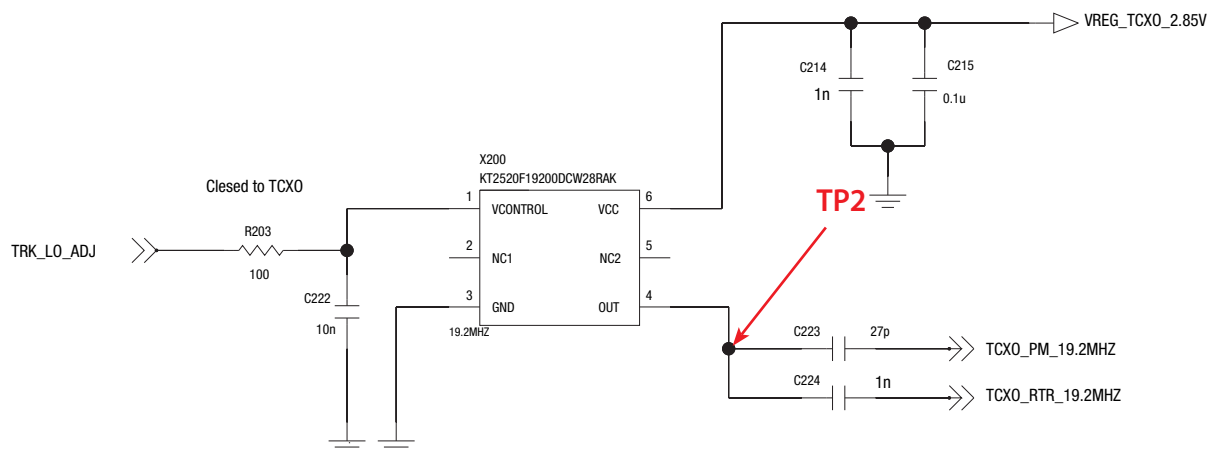 VREG_TCXO_2.85V
C214
C215
1n
0.1u
X200
KT2520F19200DCW28RAK
Clesed to TCXO
1
VCONTROL
VCC
6
TP2
TRK_LO_ADJ
R203
100
2
NC1
NC2
5
C222
10n
3
GND
OUT
4
19.2MHZ
C223
27p
TCXO_PM_19.2MHZ
C224
1n
TCXO_RTR_19.2MHZ